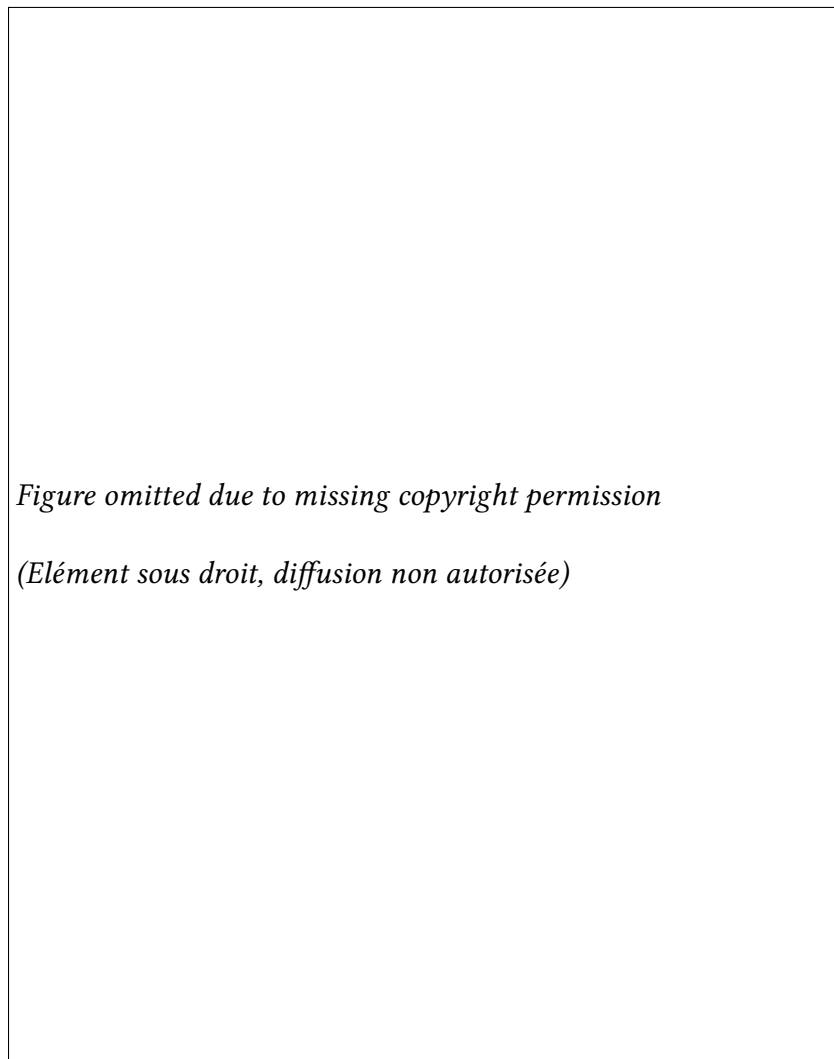 Figure omitted due to missing copyright permission
(Elément sous droit, diffusion non autorisée)